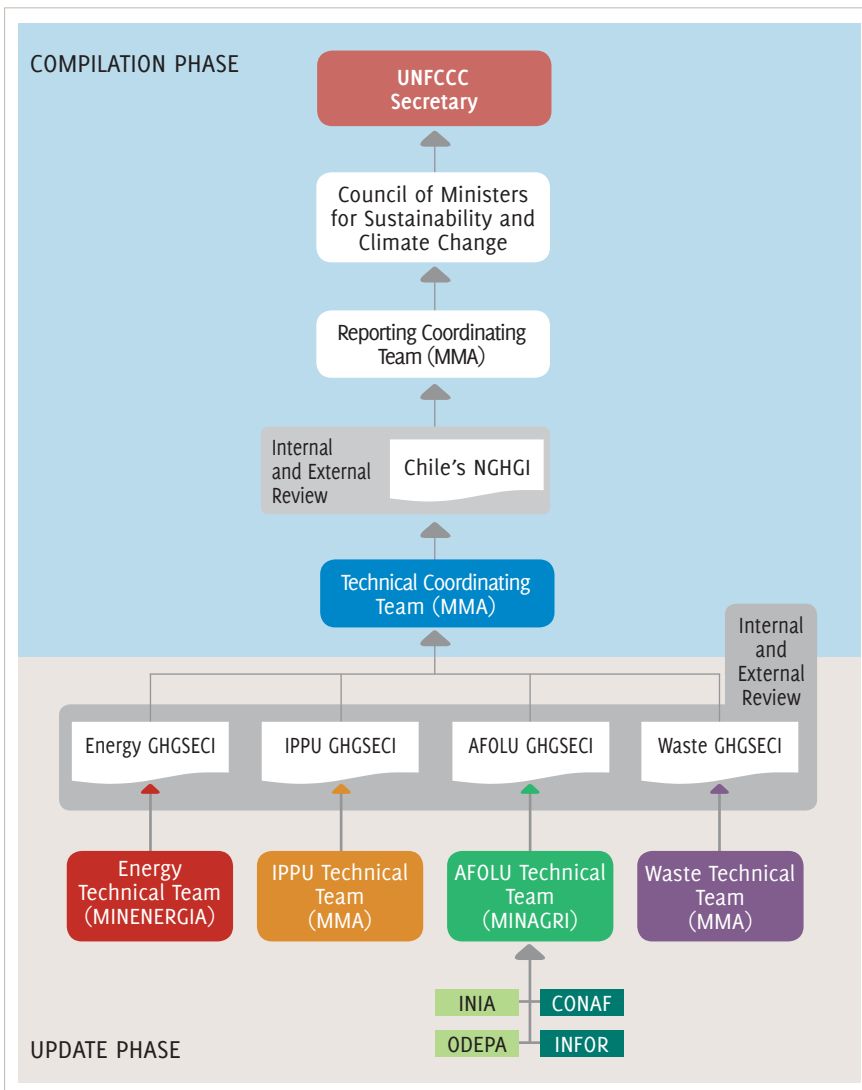 COMPILATION PHASE
UNFCCC
Secretary
Council of Ministers
for Sustainability and
Climate Change
Reporting Coordinating
Team (MMA)
Internal
and External
Review
Chile's NGHGI
Technical Coordinating
Team (MMA)
Internal
and
External
Review
Energy GHGSECI
IPPU GHGSECI
AFOLU GHGSECI
Waste GHGSECI
Energy
Technical Team
(MINENERGIA)
IPPU Technical
Team
(MMA)
AFOLU Technical
Team
(MINAGRI)
Waste Technical
Team
(MMA)
INIA
CONAF
ODEPA
INFOR
UPDATE PHASE